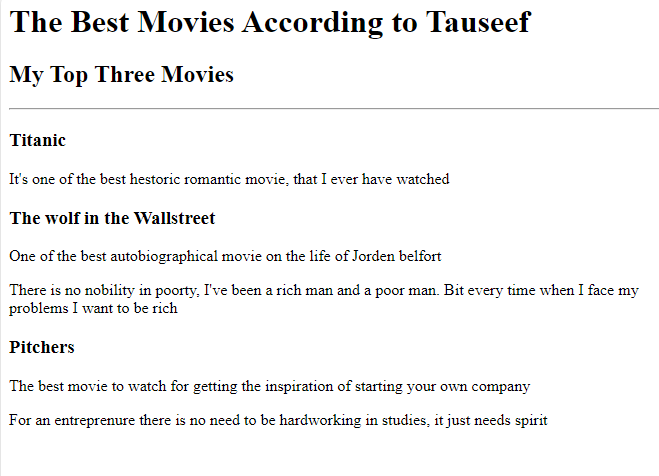 The Best Movies According to Tauseef
My Top Three Movies
Titanic
It's one of the best hestoric romantic movie, that I ever have watched
The wolf in the Wallstreet
One of the best autobiographical movie on the life of Jorden belfort
There is no nobility in poorty, I've been a rich man and a poor man. Bit every time when I face my
problems I want to be rich
Pitchers
The best movie to watch for getting the inspiration of starting your own company
For an entreprenure there is no need to be hardworking in studies, it just needs spirit